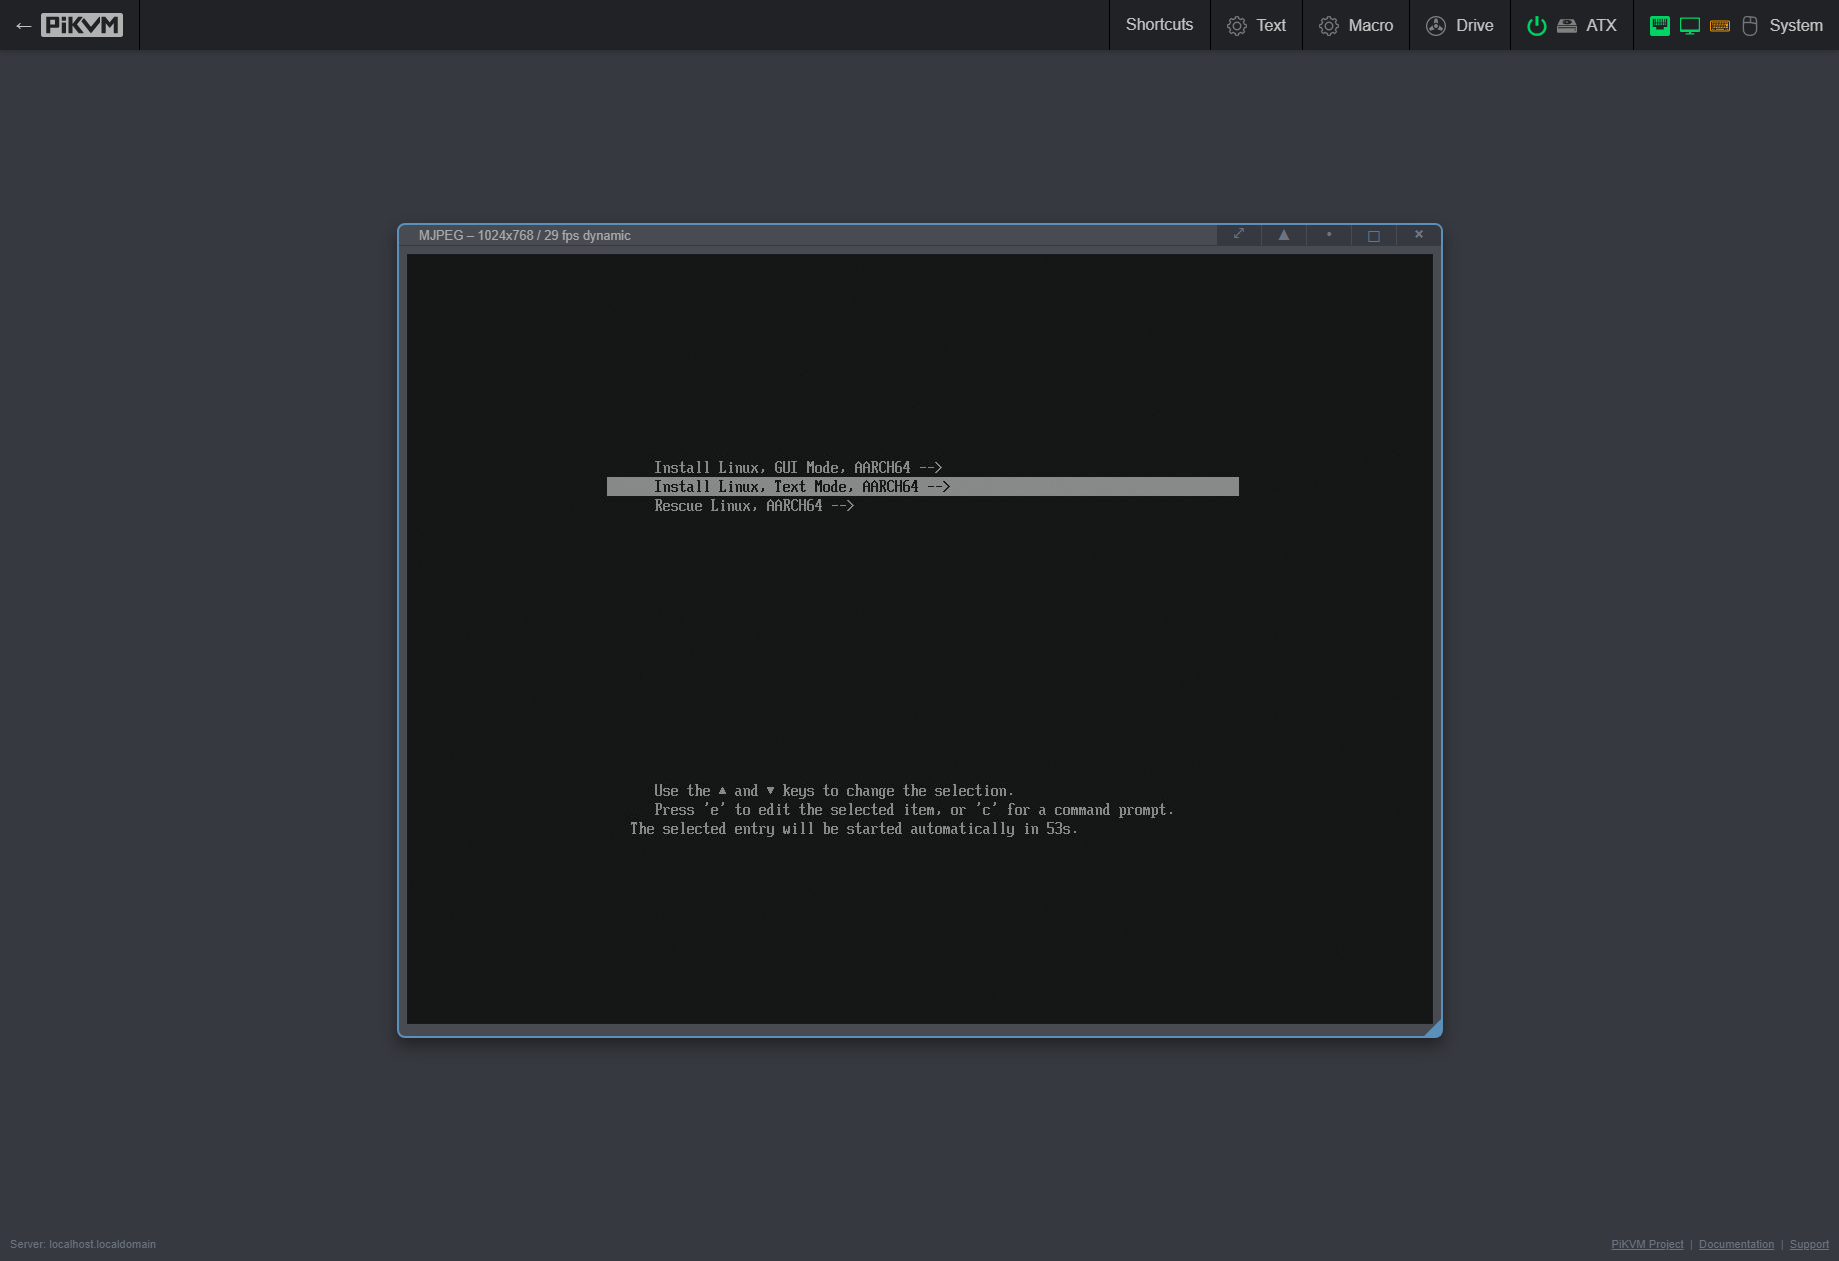 ← PiKVM
Shortcuts
Text
Macro
Drive
ATX
System
MJPEG – 1024x768 / 29 fps dynamic
Install Linux, GUI Mode, AARCH64 -->
Install Linux, Text Mode, AARCH64 -->
Rescue Linux, AARCH64 -->
Use the ▲ and ▼ keys to change the selection.
Press 'e' to edit the selected item, or 'c' for a command prompt.
The selected entry will be started automatically in 53s.
Server: localhost.localdomain
PiKVM Project | Documentation | Support